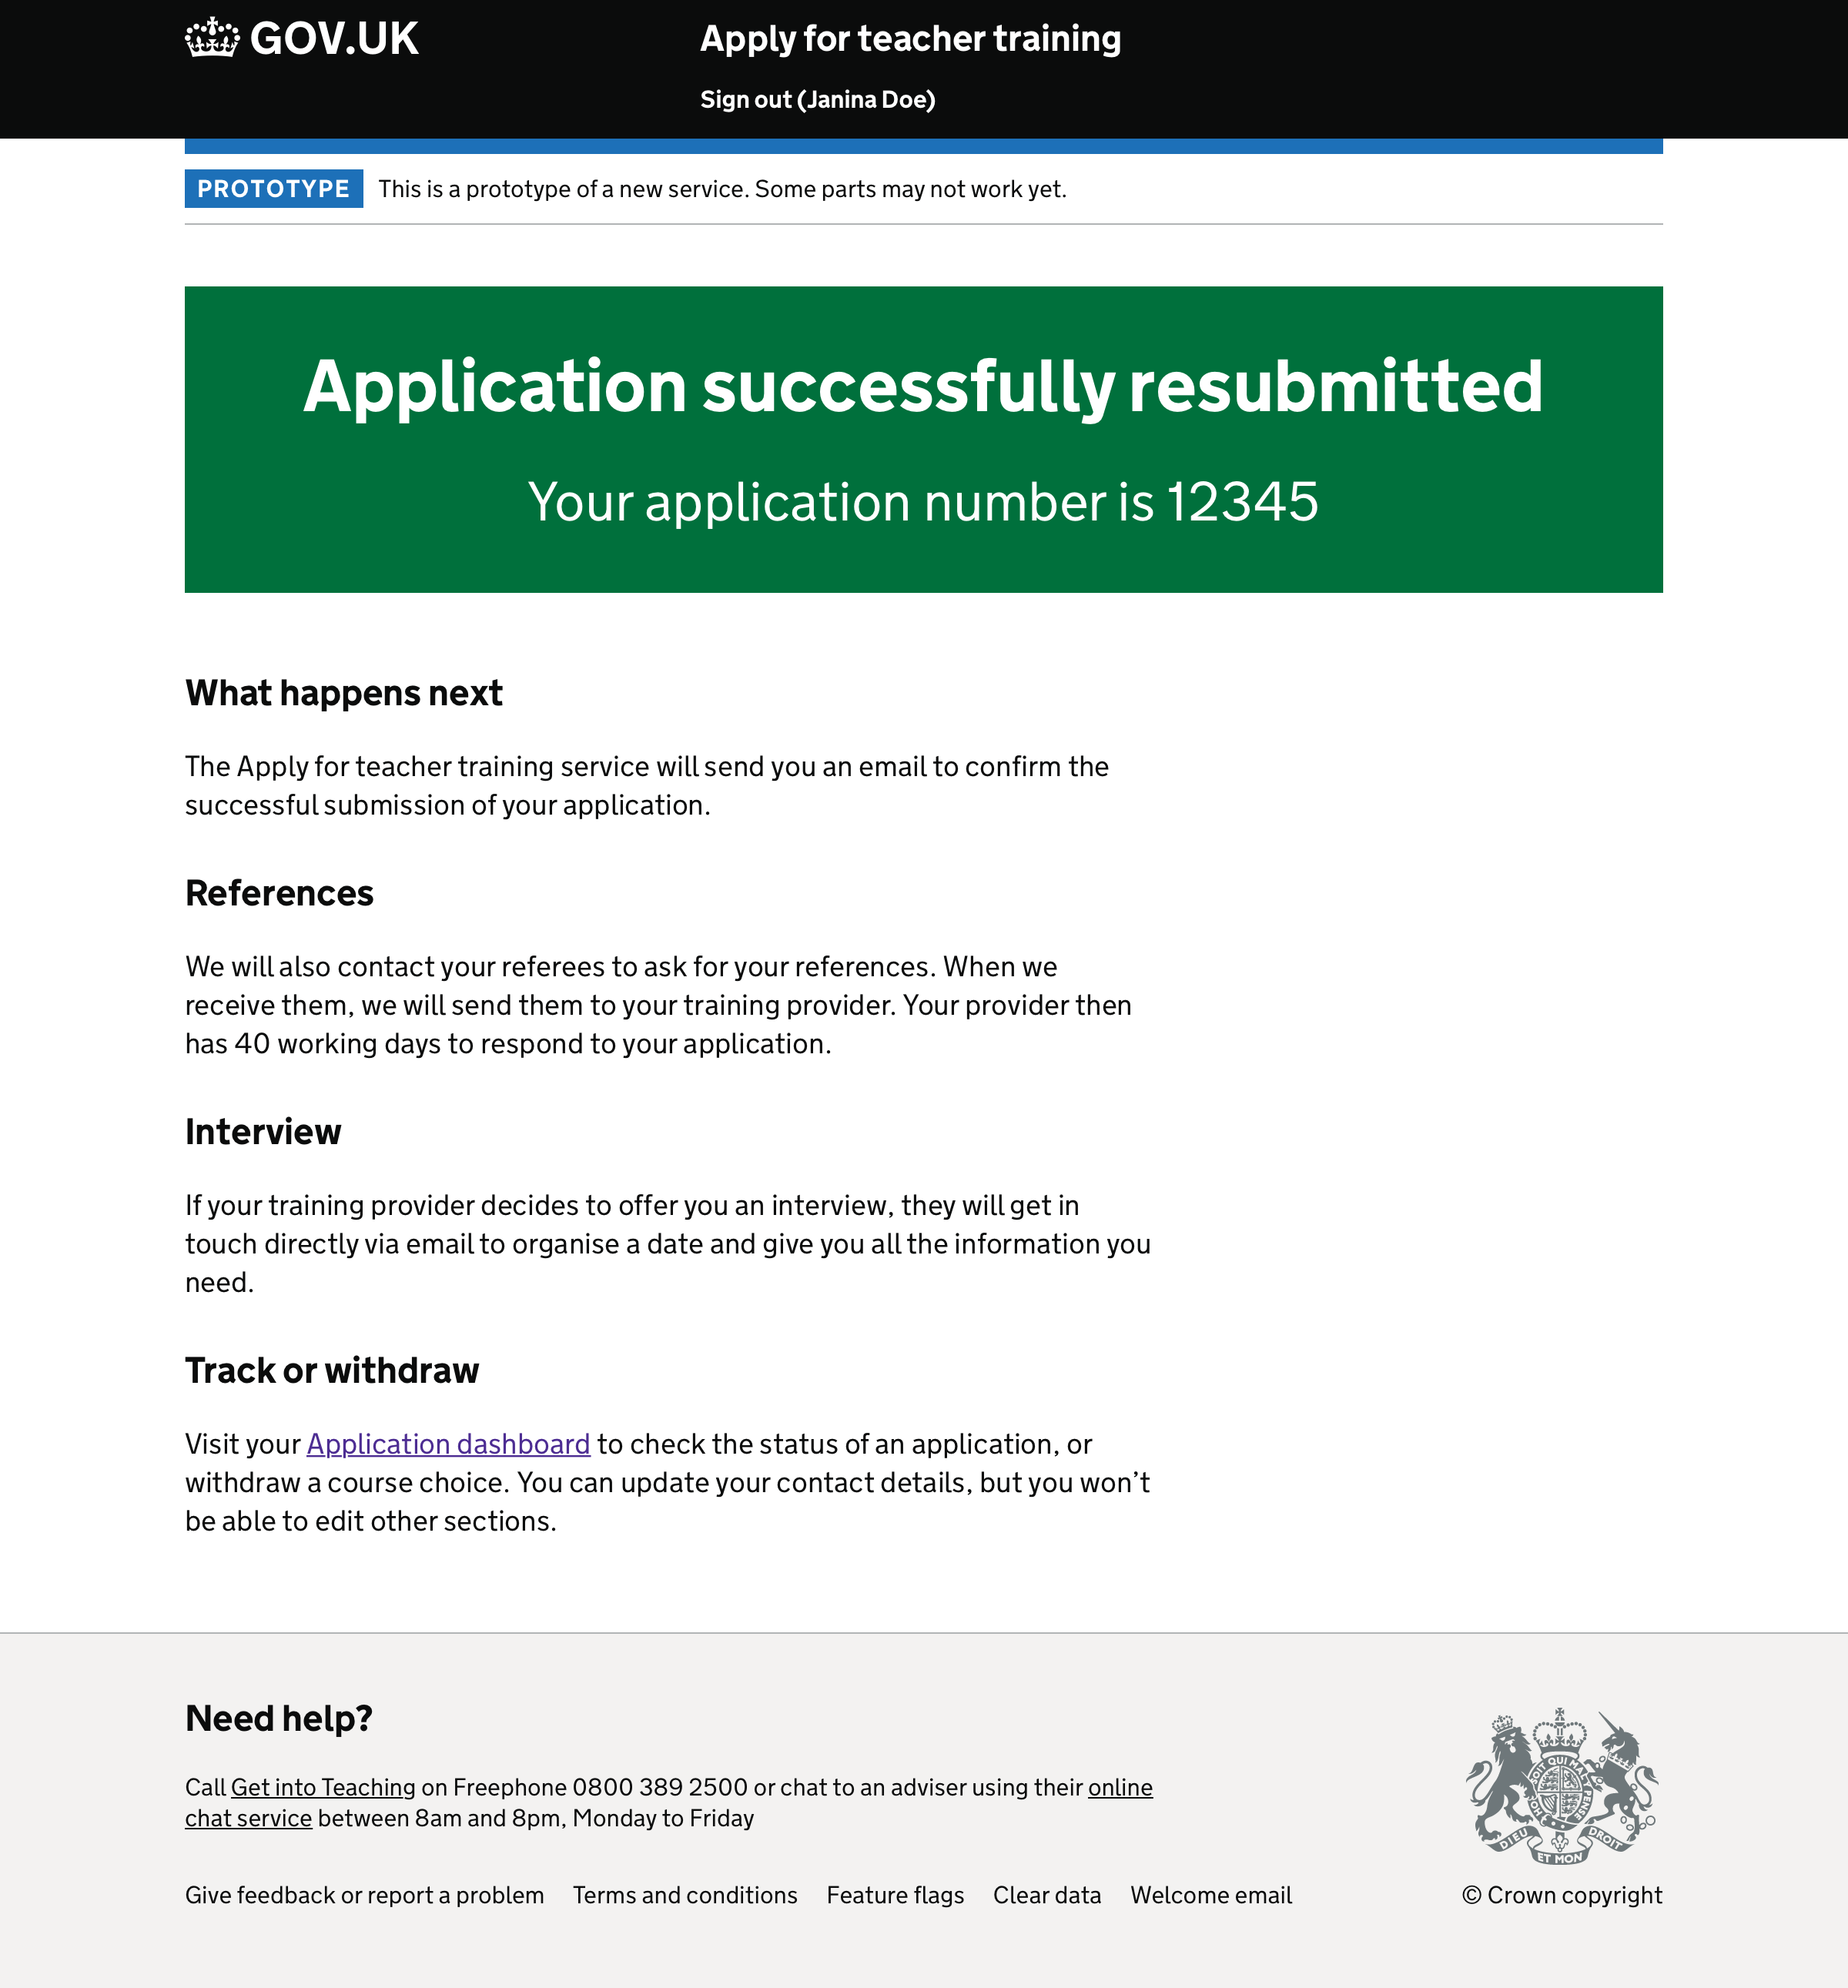 GOV.UK
Apply for teacher training
Sign out (Janina Doe)
PROTOTYPE This is a prototype of a new service. Some parts may not work yet.
Application successfully resubmitted
Your application number is 12345
What happens next
The Apply for teacher training service will send you an email to confirm the
successful submission of your application.
References
We will also contact your referees to ask for your references. When we
receive them, we will send them to your training provider. Your provider then
has 40 working days to respond to your application.
Interview
If your training provider decides to offer you an interview, they will get in
touch directly via email to organise a date and give you all the information you
need.
Track or withdraw
Visit your Application dashboard to check the status of an application, or
withdraw a course choice. You can update your contact details, but you won’t
be able to edit other sections.
Need help?
Call Get into Teaching on Freephone 0800 389 2500 or chat to an adviser using their online
chat service between 8am and 8pm, Monday to Friday
Give feedback or report a problem Terms and conditions Feature flags Clear data Welcome email
DIEU ET MON DROIT
© Crown copyright